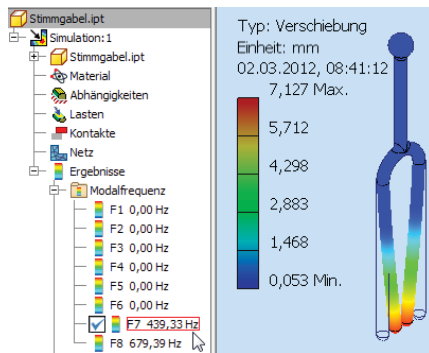 Stimmgabel.ipt
Simulation:1
Stimmgabel.ipt
Material
Abhängigkeiten
Lasten
Kontakte
Netz
Ergebnisse
Modalfrequenz
F1 0,00 Hz
F2 0,00 Hz
F3 0,00 Hz
F4 0,00 Hz
F5 0,00 Hz
F6 0,00 Hz
F7 439,33 Hz
F8 679,39 Hz
Typ: Verschiebung
Einheit: mm
02.03.2012, 08:41:12
7,127 Max.
5,712
4,298
2,883
1,468
0,053 Min.